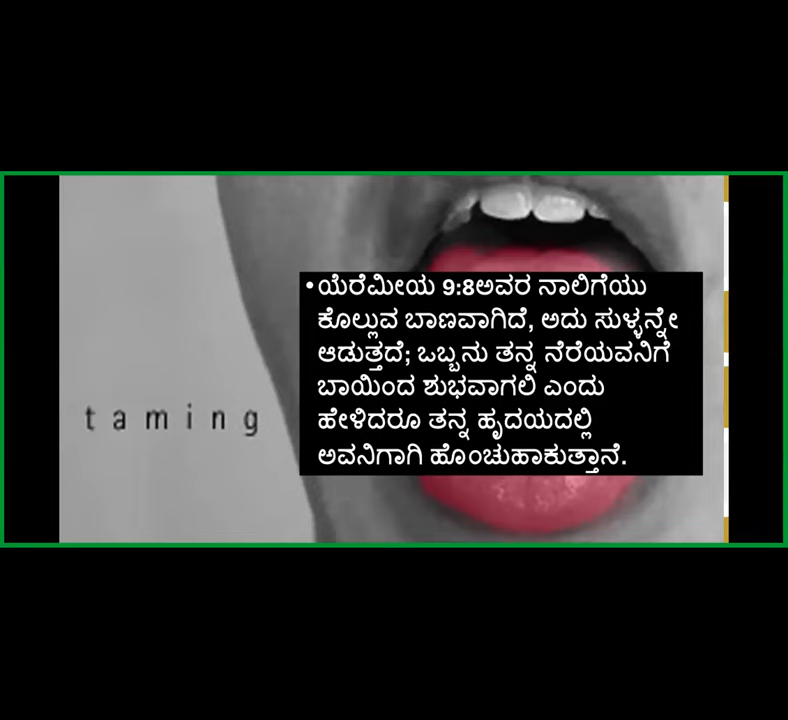 • ಯೆರೆಮೀಯ 9:8ಅವರ ನಾಲಿಗೆಯು
ಕೊಲ್ಲುವ ಬಾಣವಾಗಿದೆ, ಅದು ಸುಳ್ಳನ್ನೇ
ಆಡುತ್ತದೆ; ಒಬ್ಬನು ತನ್ನ ನೆರೆಯವನಿಗೆ
ಬಾಯಿಂದ ಶುಭವಾಗಲಿ ಎಂದು
ಹೇಳಿದರೂ ತನ್ನ ಹೃದಯದಲ್ಲಿ
ಅವನಿಗಾಗಿ ಹೊಂಚುಹಾಕುತ್ತಾನೆ.
taming